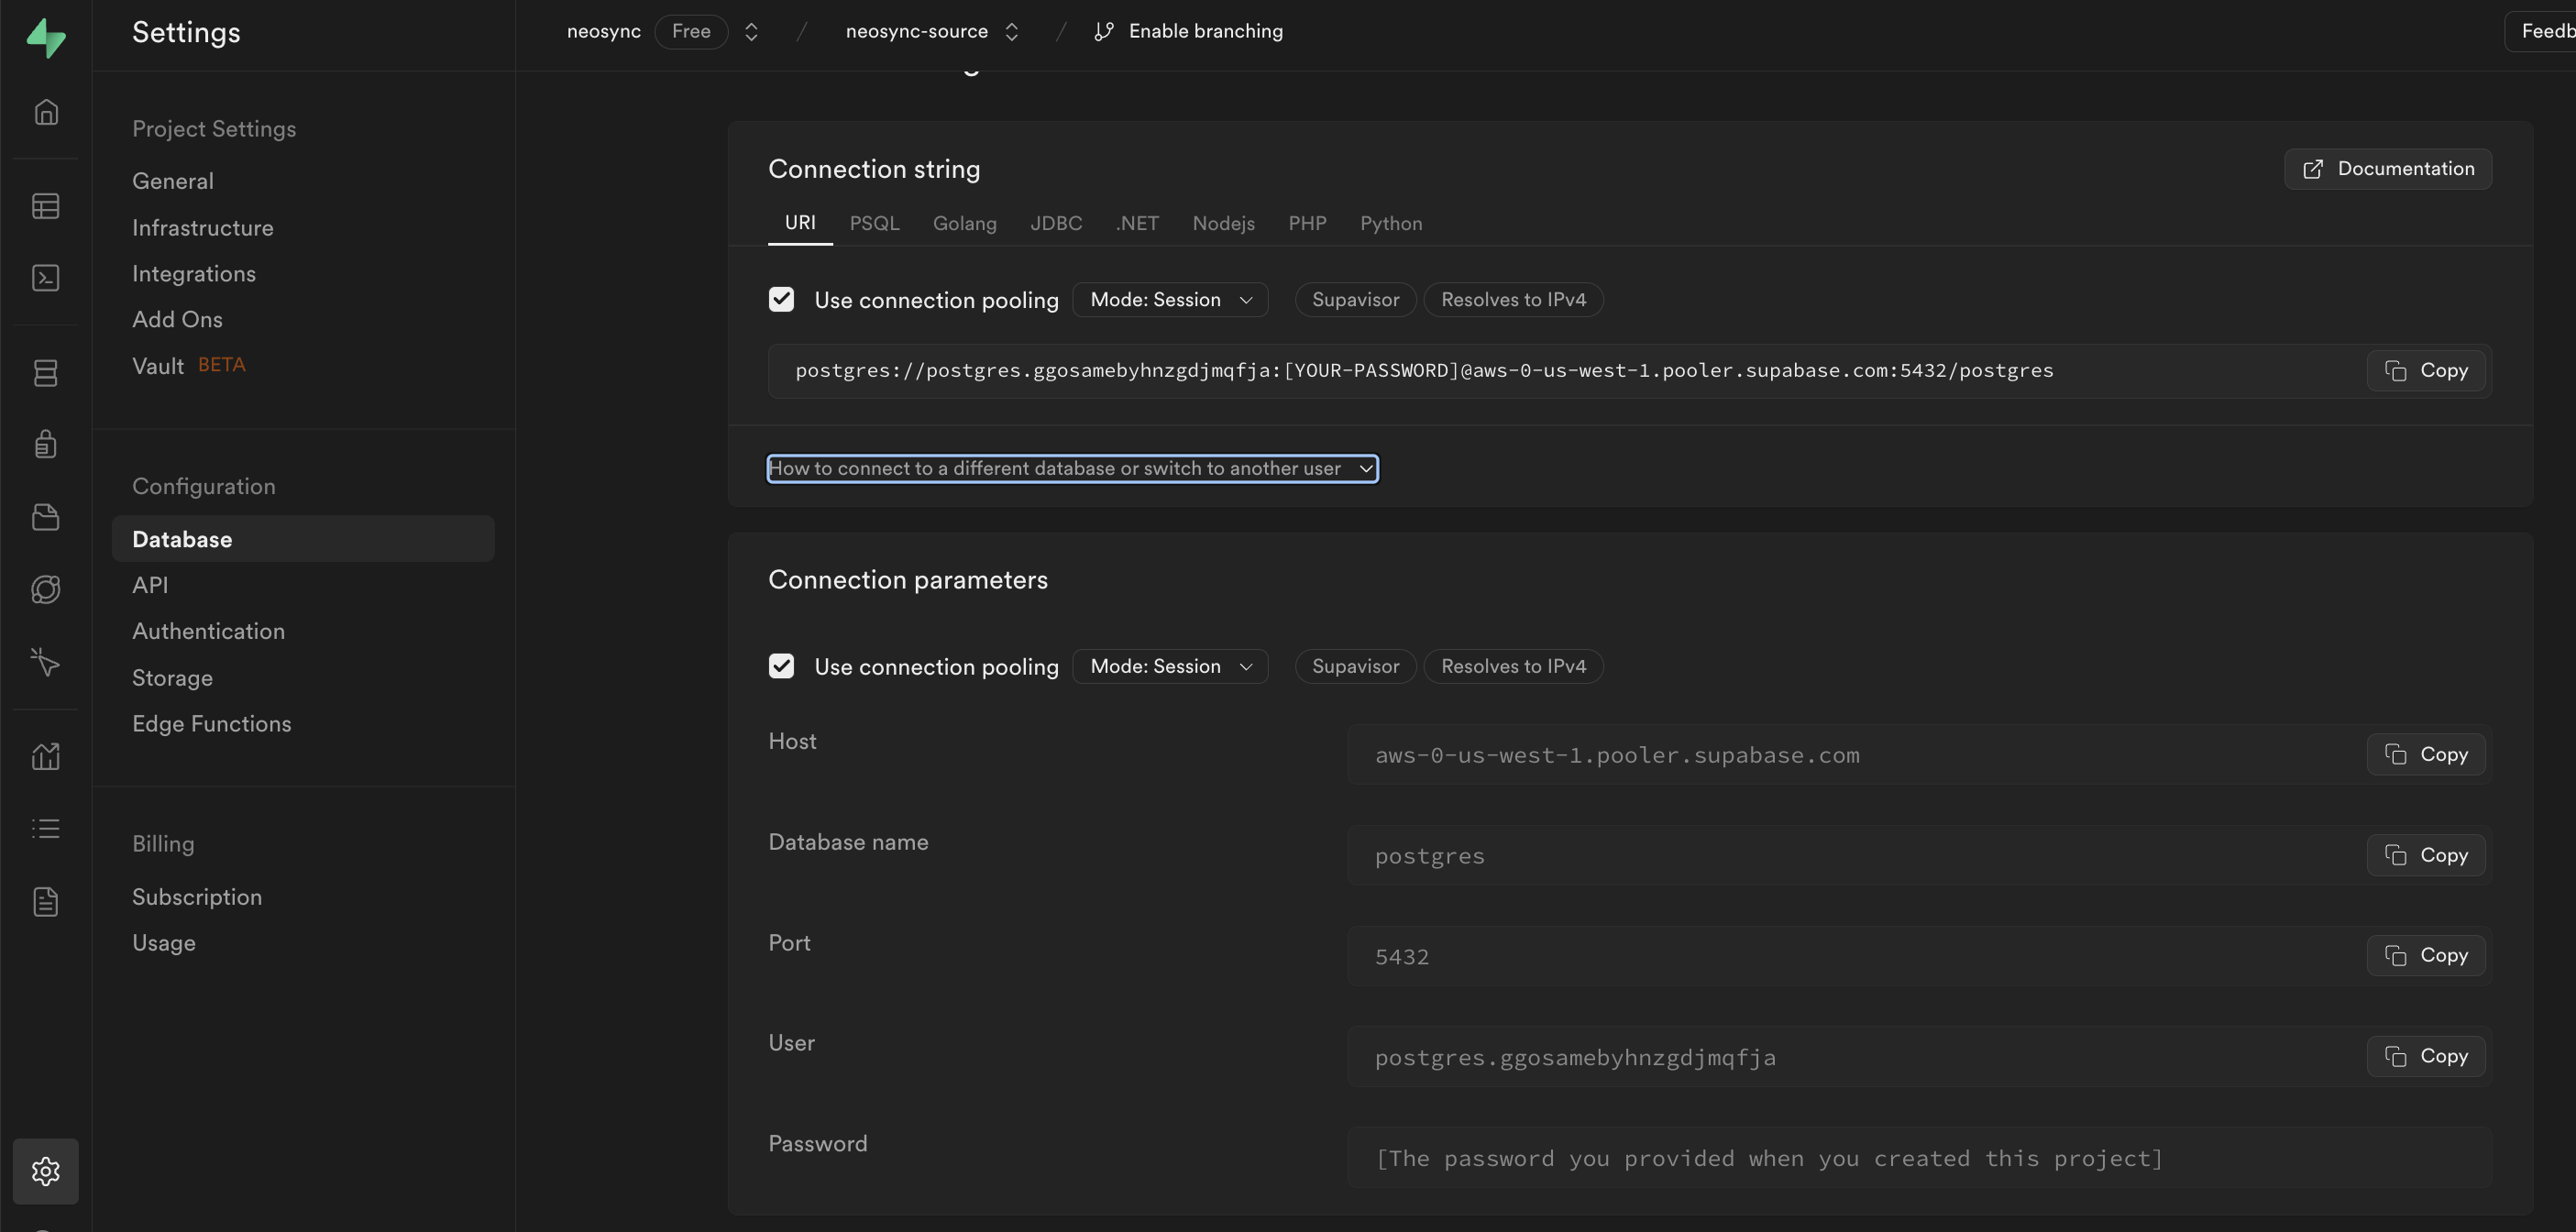 Settings
neosync Free / neosync-source / Enable branching
Project Settings
General
Infrastructure
Integrations
Add Ons
Vault BETA
Configuration
Database
API
Authentication
Storage
Edge Functions
Billing
Subscription
Usage
Connection string
Documentation
URI PSQL Golang JDBC .NET Nodejs PHP Python
Use connection pooling Mode: Session Supavisor Resolves to IPv4
postgres://postgres.ggosamebyhnzgdjmqfja:[YOUR-PASSWORD]@aws-0-us-west-1.pooler.supabase.com:5432/postgres Copy
How to connect to a different database or switch to another user
Connection parameters
Use connection pooling Mode: Session Supavisor Resolves to IPv4
Host aws-0-us-west-1.pooler.supabase.com Copy
Database name postgres Copy
Port 5432 Copy
User postgres.ggosamebyhnzgdjmqfja Copy
Password [The password you provided when you created this project]